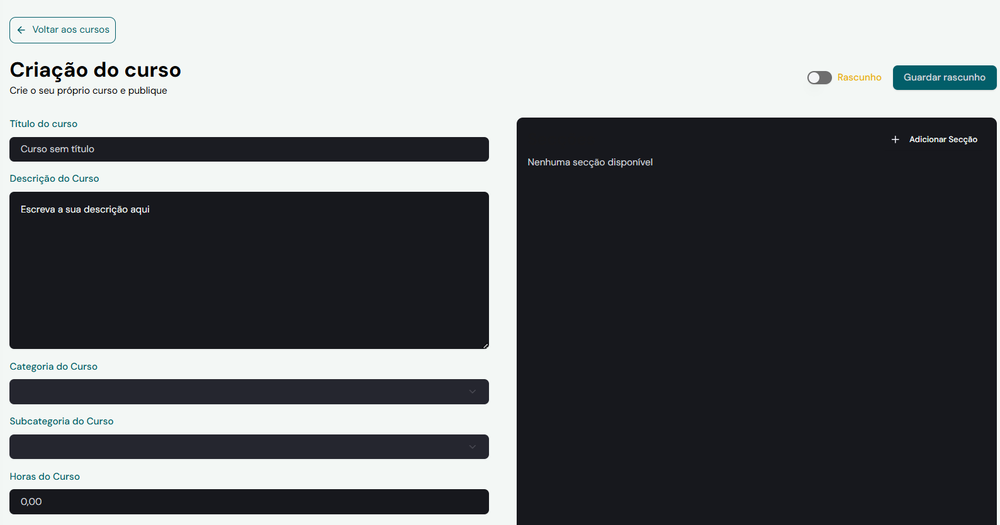 Voltar aos cursos
Criação do curso
Crie o seu próprio curso e publique
Rascunho
Guardar rascunho
Título do curso
Curso sem título
Descrição do Curso
Escreva a sua descrição aqui
Categoria do Curso
Subcategoria do Curso
Horas do Curso
0,00
Adicionar Secção
Nenhuma secção disponível